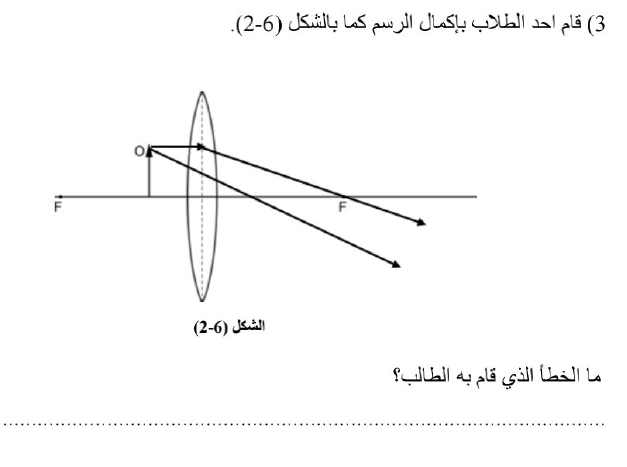 3) قام احد الطلاب بإكمال الرسم كما بالشكل (6-2).
O
F
F
الشكل (6-2)
ما الخطأ الذي قام به الطالب؟